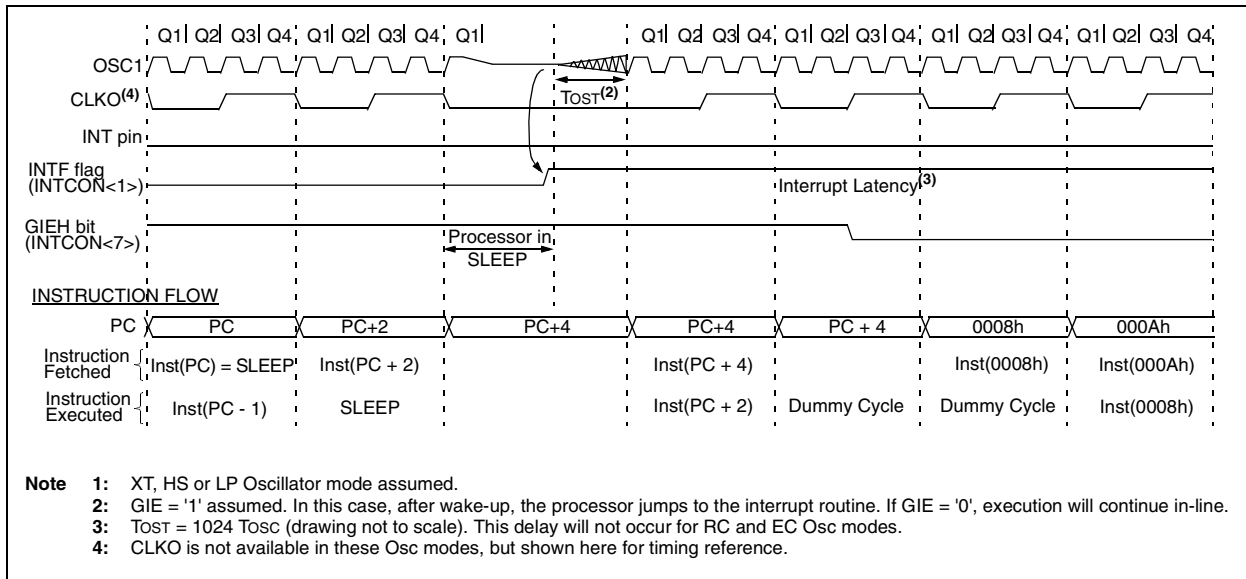 Q1 Q2 Q3 Q4 Q1 Q2 Q3 Q4 Q1 Q1 Q2 Q3 Q4 Q1 Q2 Q3 Q4 Q1 Q2 Q3 Q4 Q1 Q2 Q3 Q4
OSC1
CLKO(4)
TOST(2)
INT pin
INTF flag
(INTCON<1>)
Interrupt Latency(3)
GIEH bit
(INTCON<7>)
Processor in
SLEEP
INSTRUCTION FLOW
PC PC PC+2 PC+4 PC+4 PC + 4 0008h 000Ah
Instruction
Fetched
Inst(PC) = SLEEP Inst(PC + 2) Inst(PC + 4) Inst(0008h) Inst(000Ah)
Instruction
Executed
Inst(PC - 1) SLEEP Inst(PC + 2) Dummy Cycle Dummy Cycle Inst(0008h)
Note 1: XT, HS or LP Oscillator mode assumed.
2: GIE = '1' assumed. In this case, after wake-up, the processor jumps to the interrupt routine. If GIE = '0', execution will continue in-line.
3: TOST = 1024 TOSC (drawing not to scale). This delay will not occur for RC and EC Osc modes.
4: CLKO is not available in these Osc modes, but shown here for timing reference.